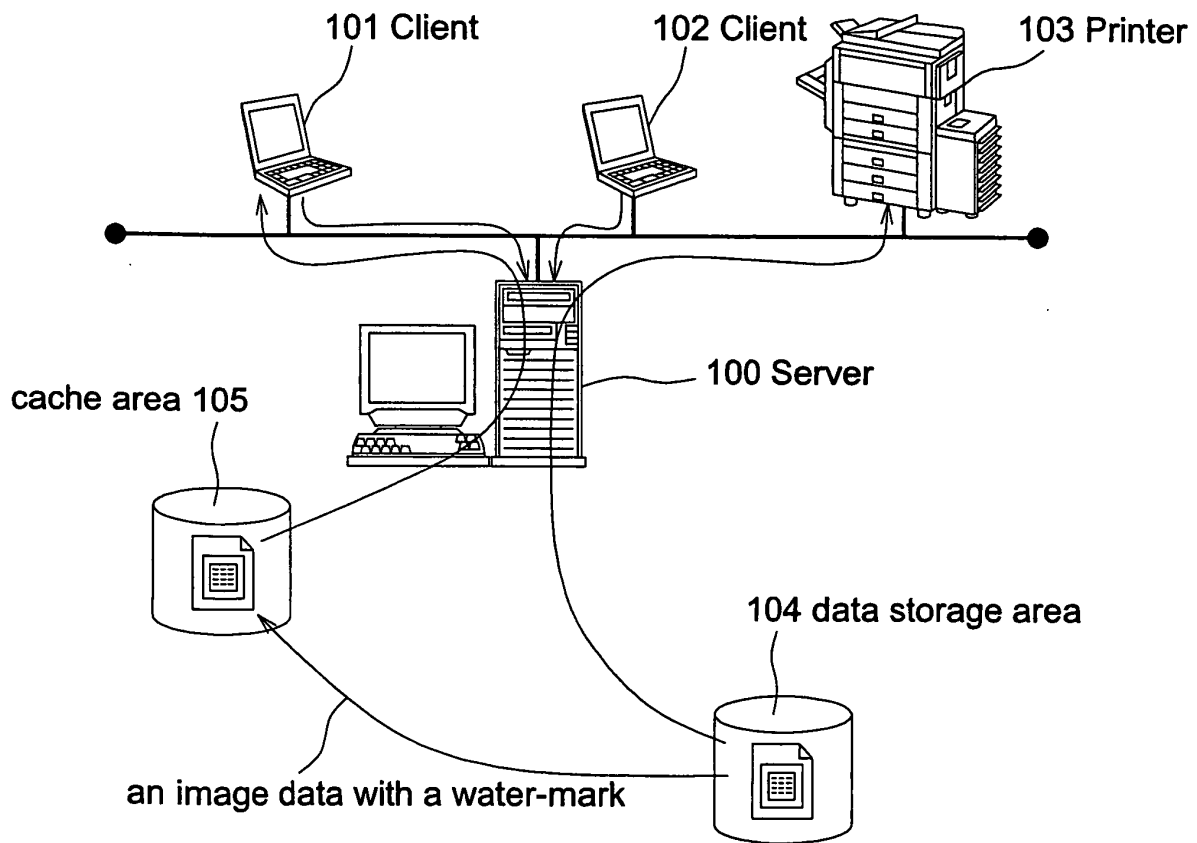 101 Client
102 Client
103 Printer
100 Server
cache area 105
104 data storage area
an image data with a water-mark